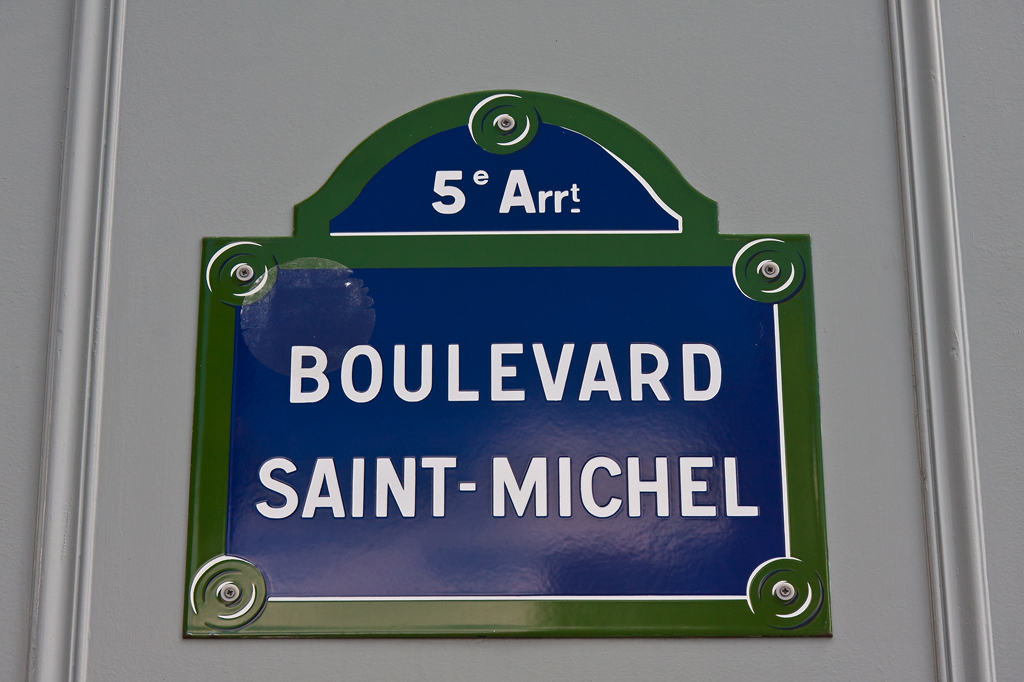 5e Arrt
BOULEVARD
SAINT-MICHEL